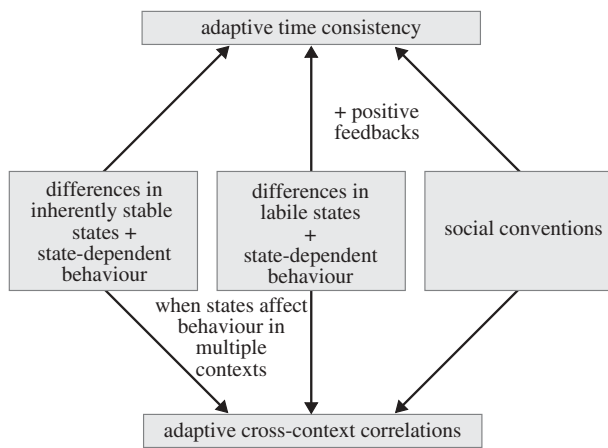 adaptive time consistency
+ positive
feedbacks
differences in
inherently stable
states +
state-dependent
behaviour
differences in
labile states
+
state-dependent
behaviour
social conventions
when states affect
behaviour in
multiple
contexts
adaptive cross-context correlations